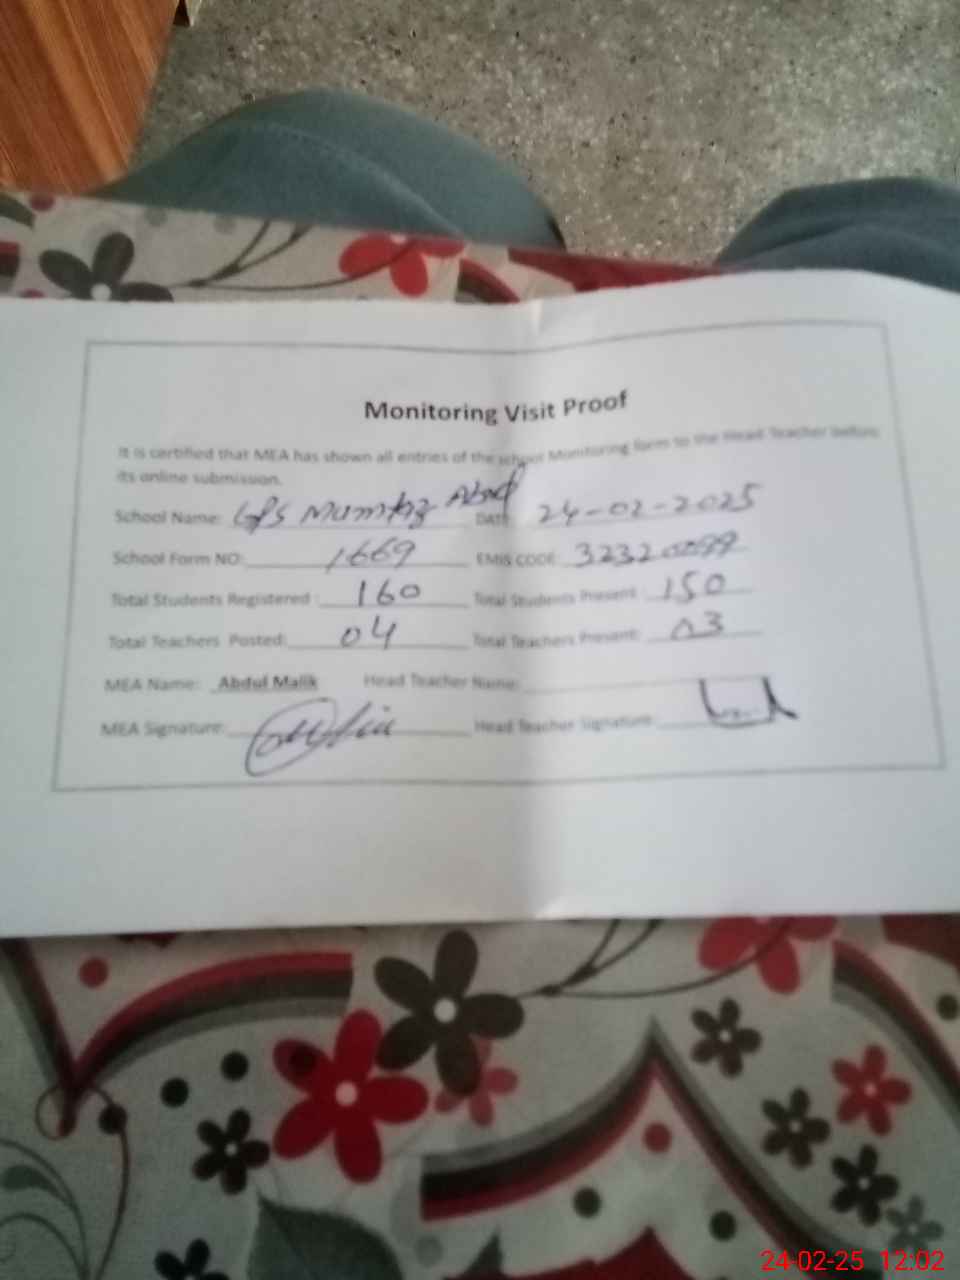 Monitoring Visit Proof
It is certified that MEA has shown all entries of the school Monitoring form to the Head Teacher before
its online submission.
School Name: GPS Mumtaz Abad DATE 24-02-2025
School Form NO: 1669 EMIS CODE:
Total Students Registered : 160 Total Students Present: 150
Total Teachers Posted: 04 Total Teachers Present: 03
MEA Name: Abdul Malik Head Teacher Name:
MEA Signature: Head Teacher Signature:
24-02-25 12:02